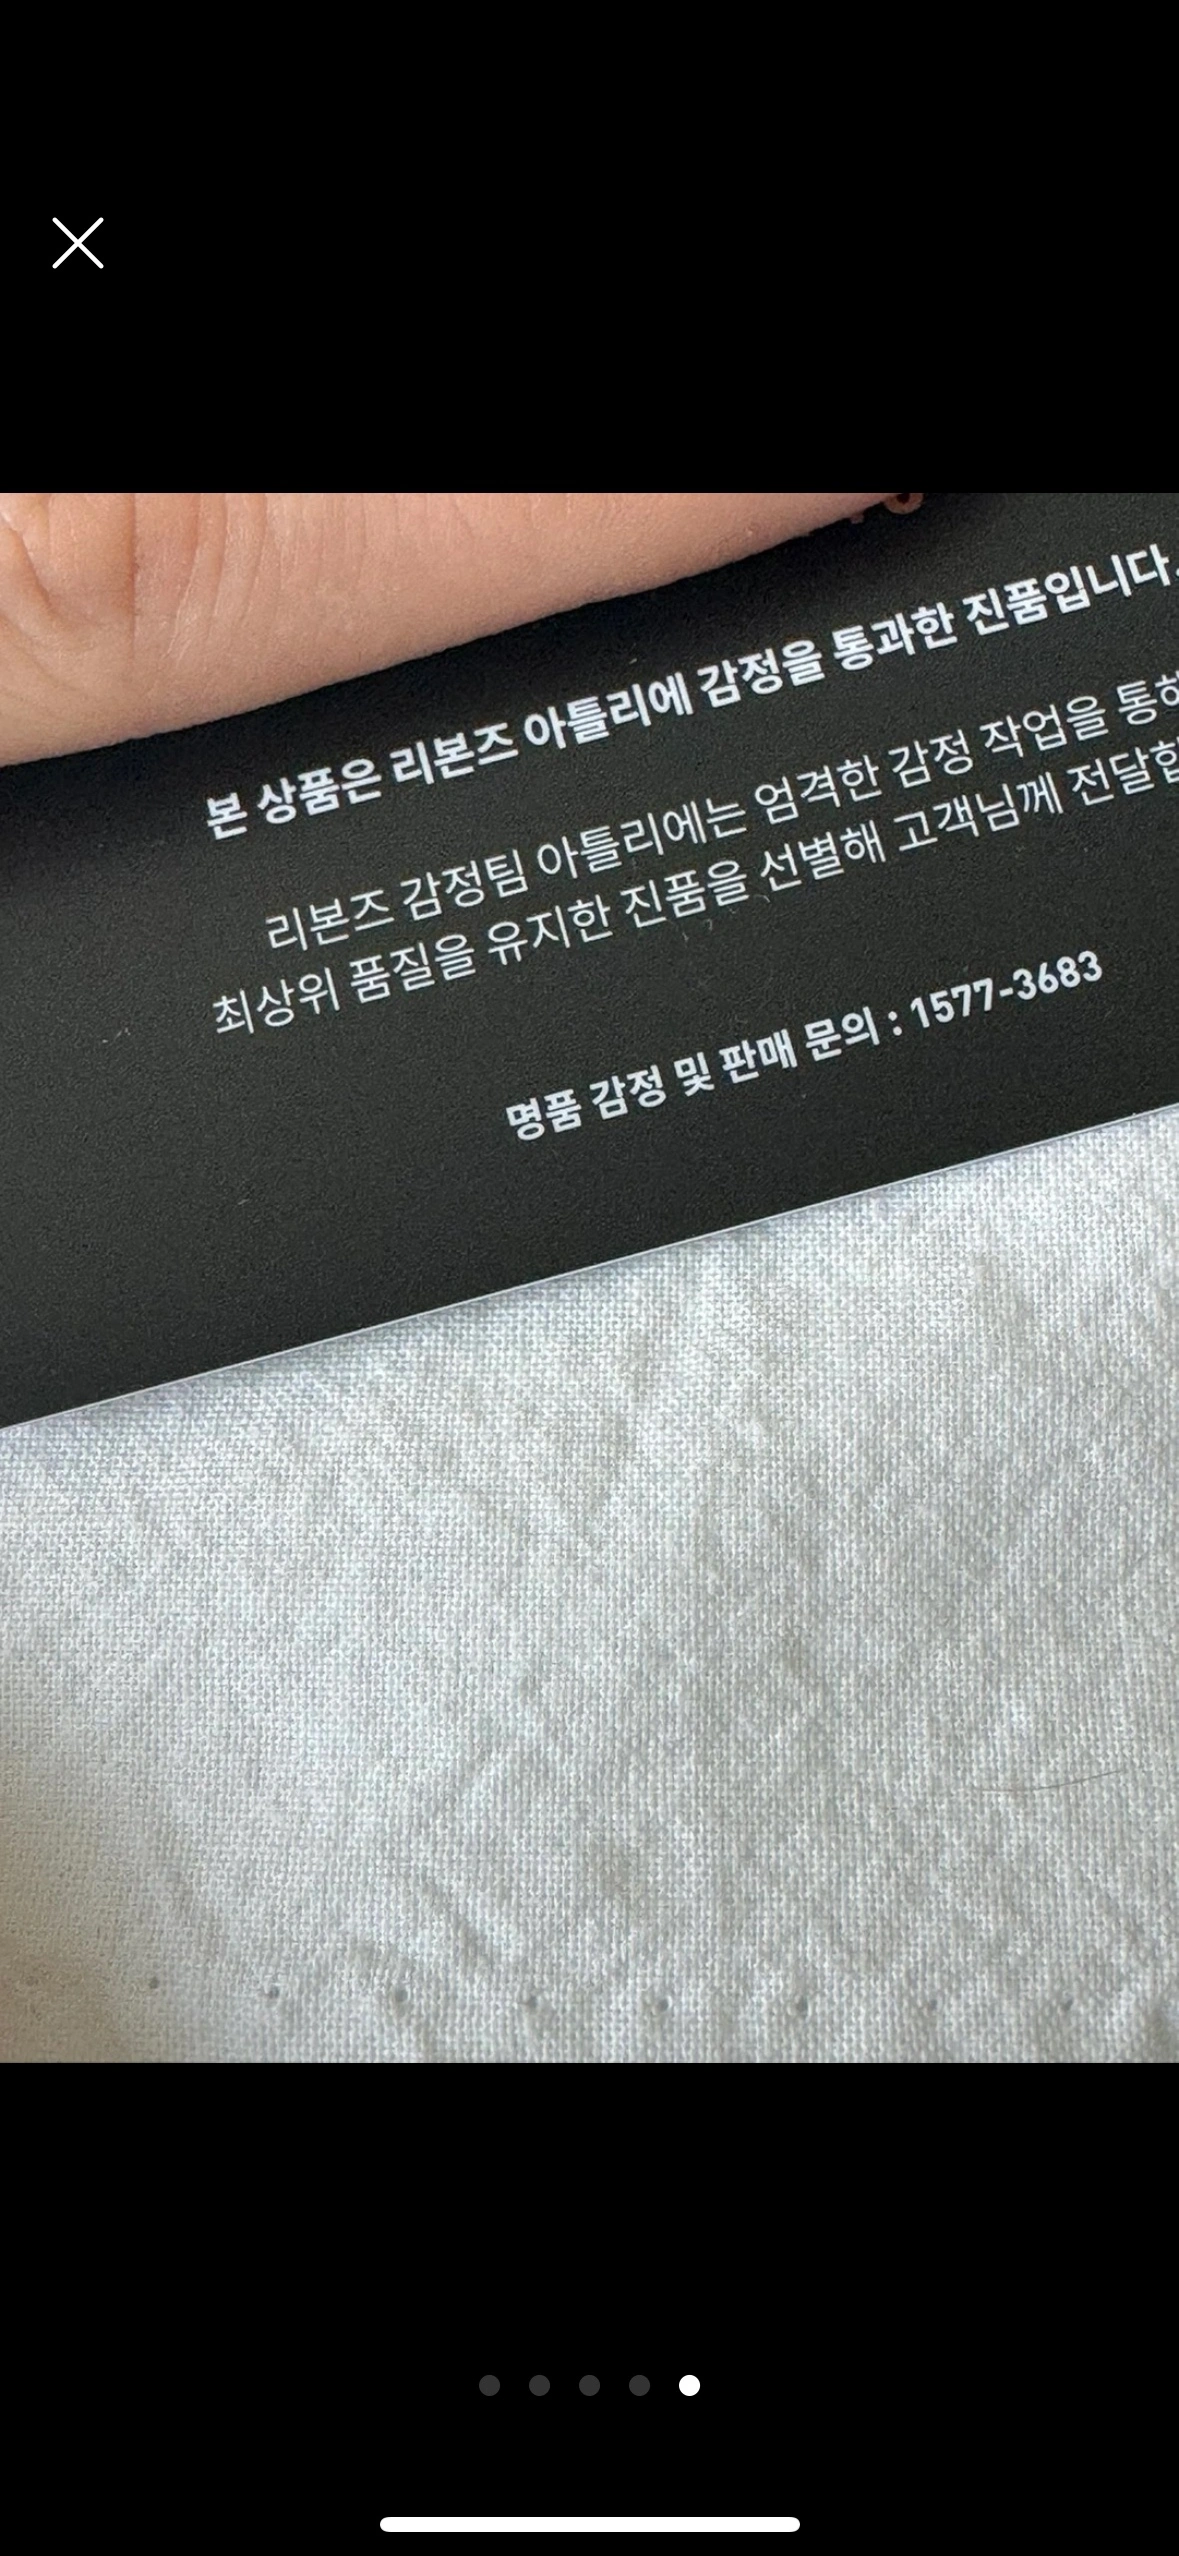 본 상품은 리본즈 아틀리에 감정을 통과한 진품입니다.
리본즈 감정팀 아틀리에는 엄격한 감정 작업을 통해
최상위 품질을 유지한 진품을 선별해 고객님께
명품 감정 및 판매 문의 : 1577-3683